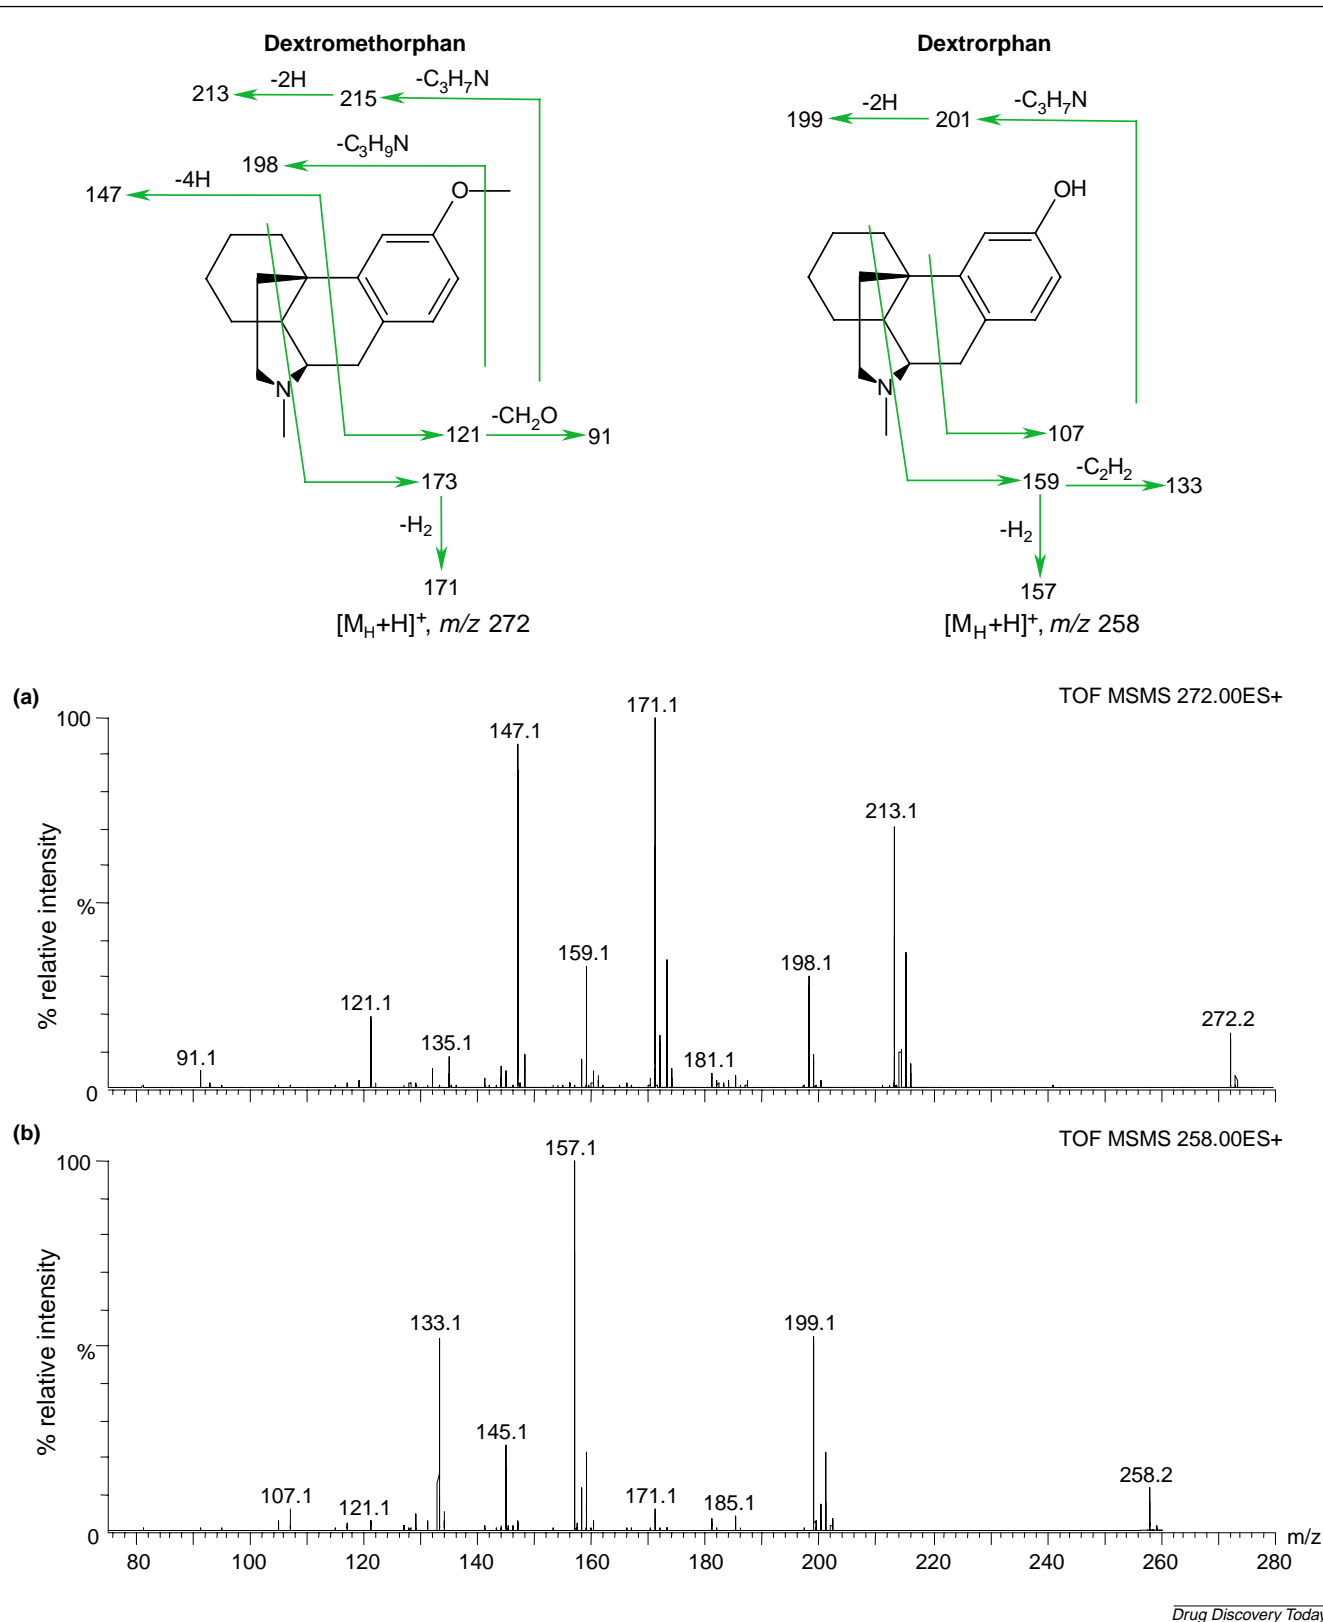 Dextromethorphan
Dextrorphan
213 -2H 215 -C3H7N
199 -2H 201 -C3H7N
198 -C3H9N
147 -4H
O
OH
N
N
121 -CH2O 91
107
173
159 -C2H2 133
-H2
-H2
171
157
[MH+H]+, m/z 272
[MH+H]+, m/z 258
(a)
TOF MSMS 272.00ES+
100
%
0
% relative intensity
91.1
121.1
135.1
147.1
159.1
171.1
181.1
198.1
213.1
272.2
(b)
TOF MSMS 258.00ES+
100
%
0
% relative intensity
107.1
121.1
133.1
145.1
157.1
171.1
185.1
199.1
258.2
80 100 120 140 160 180 200 220 240 260 280 m/z
Drug Discovery Today